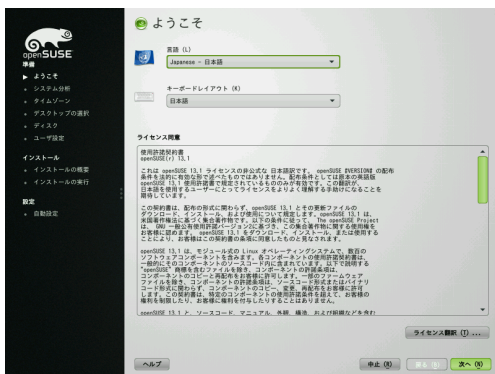 openSUSE
準備
ようこそ
システム分析
タイムゾーン
デスクトップの選択
ディスク
ユーザ設定
インストール
インストールの概要
インストールの実行
設定
自動設定
ようこそ
言語 (L)
Japanese - 日本語
キーボードレイアウト (K)
日本語
ライセンス同意
使用許諾契約書
openSUSE(r) 13.1
これは openSUSE 13.1 ライセンスの非公式な 日本語訳です。 openSUSE DVERSION@ の配布
条件を法的に有効な形で述べたものではありません。配布条件としては原本の英語版
openSUSE 13.1 使用許諾書で規定されているもののみが有効です。この翻訳が、
日本語を使用するユーザーにとってライセンスをよりよく理解する手助けになることを
期待しています。
この契約書は、配布の形式に関わらず、openSUSE 13.1 とその更新ファイルの
ダウンロード、インストール、および使用について規定します。openSUSE 13.1 は、
米国著作権法に基づく集合著作物です。以下の条件に従って、The openSUSE Project
は、GNU 一般公有使用許諾バージョン2に基づき、この集合著作物に関する使用権を
お客様に認めます。openSUSE 13.1 をダウンロード、インストール、または使用する
ことにより、お客様はこの契約書の条項に同意したものと見なされます。
openSUSE 13.1 は、モジュール式の Linux オペレーティングシステムで、数百の
ソフトウェアコンポーネントを含みます。各コンポーネントの使用許諾契約書は、
一般的にそのコンポーネントのソースコード内に含まれています。以下で説明する
"openSUSE" 商標を含むファイルを除き、コンポーネントの許諾条項は、
コンポーネントのコピーと再配布をお客様に許可します。一部のファームウェア
ファイルを除き、コンポーネントの許諾条項は、ソースコード形式またはバイナリ
コード形式に関わらず、コンポーネントのコピー、変更、再配布をお客様に許可
します。この契約書は、特定のコンポーネントの使用許諾条件を超えて、お客様の
権利を制限したり、お客様に権利を付与したりすることはありません。
openSUSE 13.1 と、ソースコード、マニュアル、外観、構造、および組織などを含む
ライセンス翻訳 (T) ...
ヘルプ
中止 (R)
戻る (B)
次へ (N)